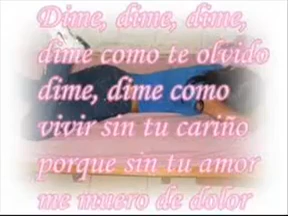 Dime, dime, dime,
dime como te olvido
dime, dime como
vivir sin tu cariño
porque sin tu amor
me muero de dolor